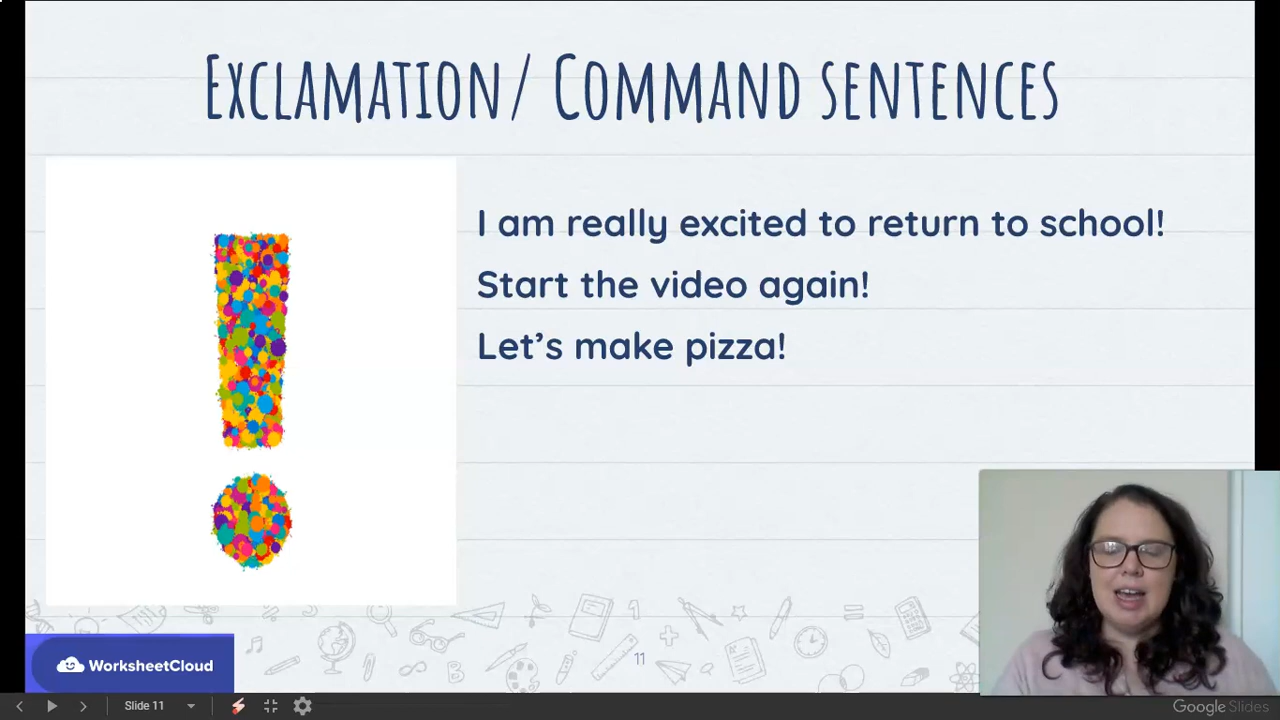 Exclamation/ Command sentences
I am really excited to return to school!
Start the video again!
Let's make pizza!
WorksheetCloud
11
Slide 11
Google Slides